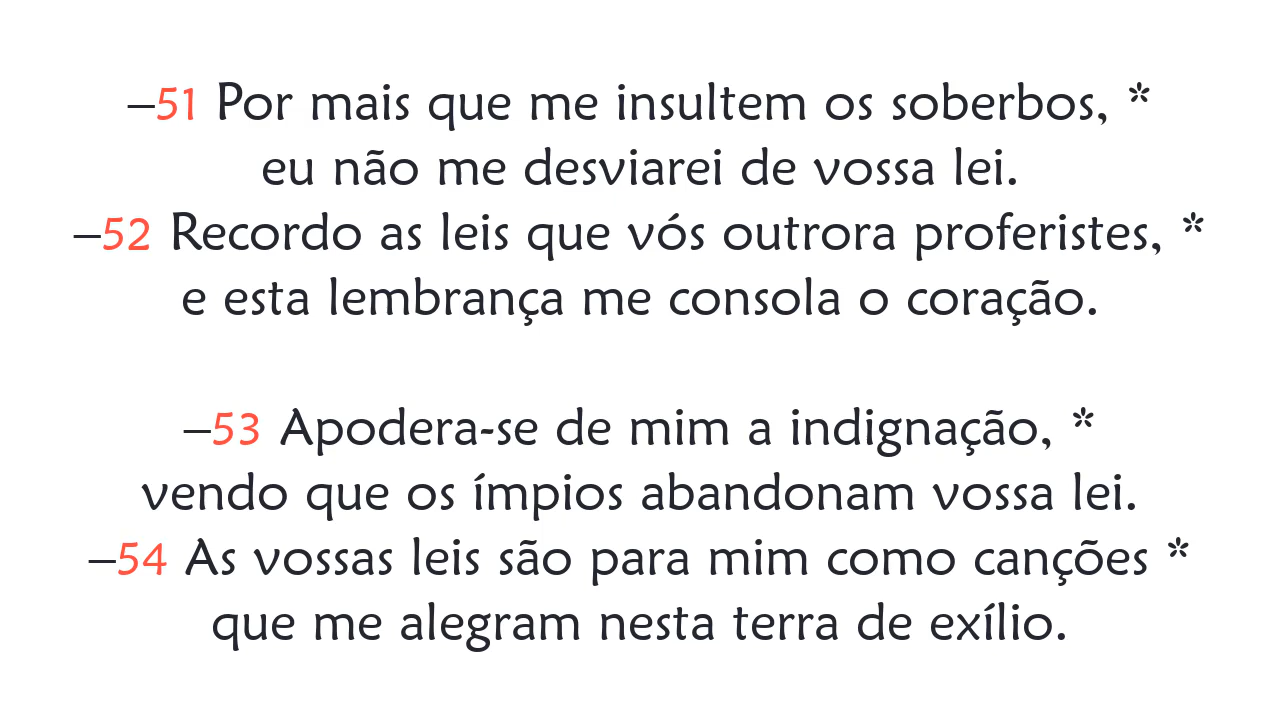 –51 Por mais que me insultem os soberbos, *
eu não me desviarei de vossa lei.
–52 Recordo as leis que vós outrora proferistes, *
e esta lembrança me consola o coração.
–53 Apodera-se de mim a indignação, *
vendo que os ímpios abandonam vossa lei.
–54 As vossas leis são para mim como canções *
que me alegram nesta terra de exílio.